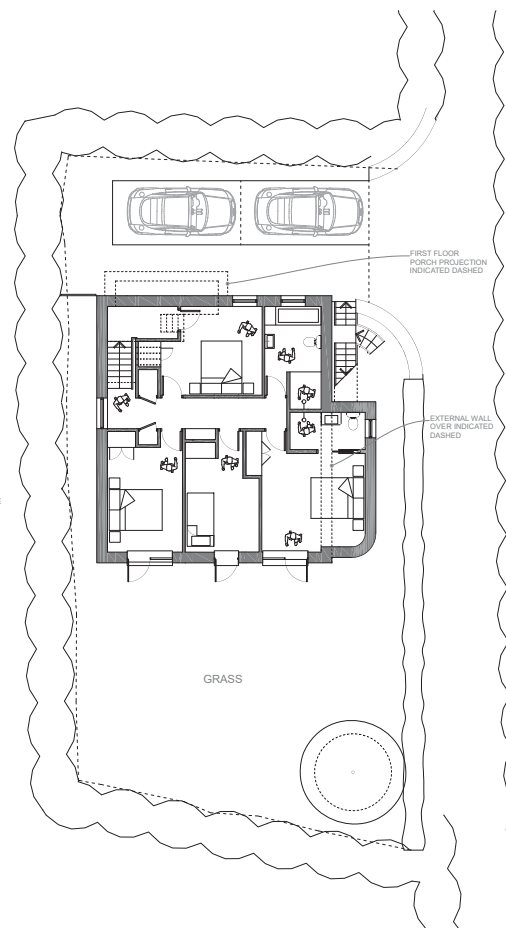 FIRST FLOOR
PORCH PROJECTION
INDICATED DASHED
EXTERNAL WALL
OVER INDICATED
DASHED
GRASS